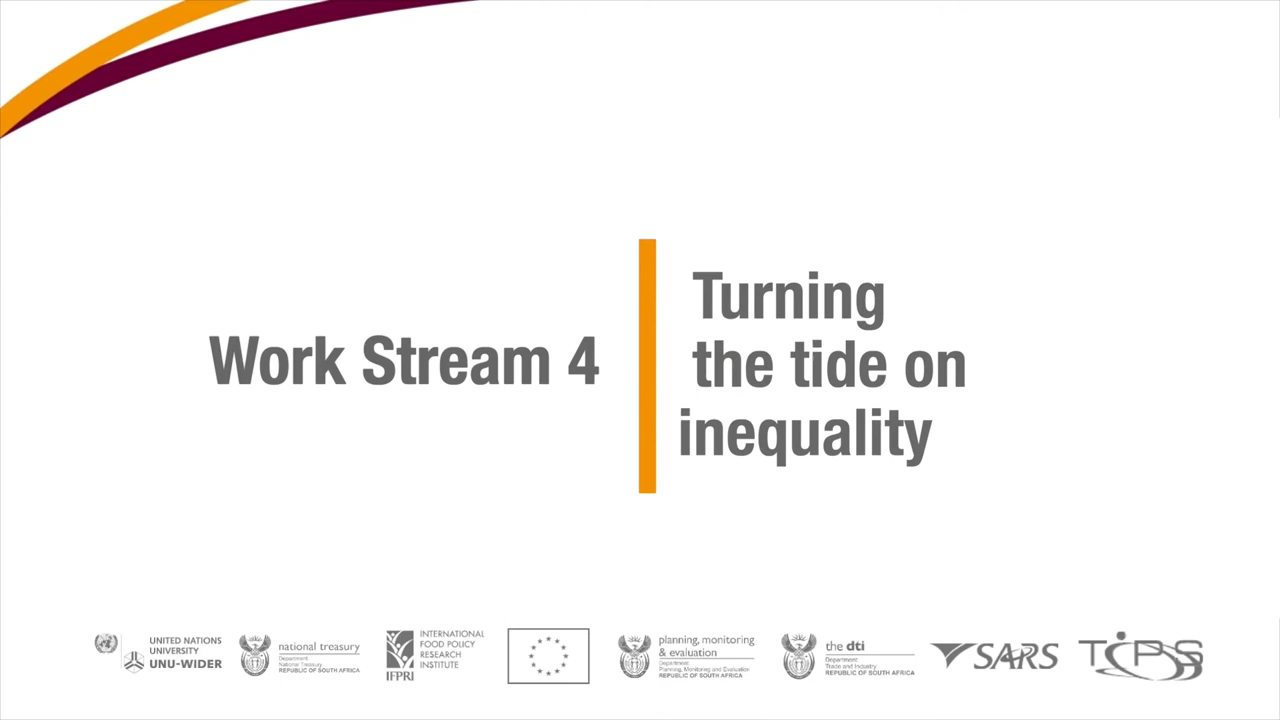 Work Stream 4
Turning
the tide on
inequality
UNITED NATIONS
UNIVERSITY
UNU-WIDER
national treasury
Department:
National Treasury
REPUBLIC OF SOUTH AFRICA
INTERNATIONAL
FOOD POLICY
RESEARCH
INSTITUTE
IFPRI
planning, monitoring
& evaluation
Department:
Planning, Monitoring and Evaluation
REPUBLIC OF SOUTH AFRICA
the dti
Department:
Trade and Industry
REPUBLIC OF SOUTH AFRICA
SARS
TIPS